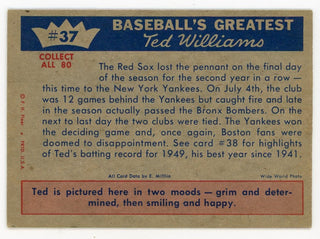 #37
BASEBALL'S GREATEST
Ted Williams
COLLECT
ALL 80
The Red Sox lost the pennant on the final day
of the season for the second year in a row —
this time to the New York Yankees. On July 4th, the club
was 12 games behind the Yankees but caught fire and late
in the season actually passed the Bronx Bombers. On the
next to last day the two clubs were tied. The Yankees won
the deciding game and, once again, Boston fans were
doomed to disappointment. See card #38 for highlights
of Ted's batting record for 1949, his best year since 1941.
All Card Data by E. Mifflin
Wide World Photo
Ted is pictured here in two moods — grim and deter-
mined, then smiling and happy.